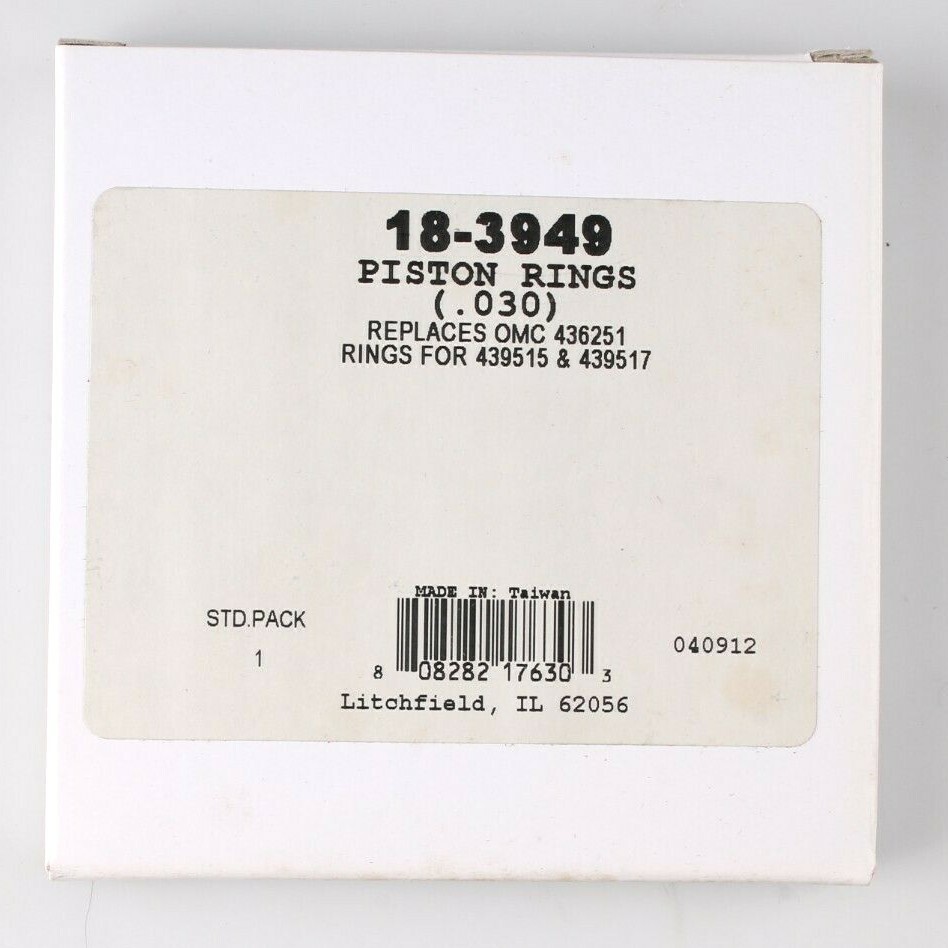 18-3949
PISTON RINGS
(.030)
REPLACES OMC 436251
RINGS FOR 439515 & 439517
MADE IN: Taiwan
STD.PACK
1
8 08282 17630 3
040912
Litchfield, IL 62056